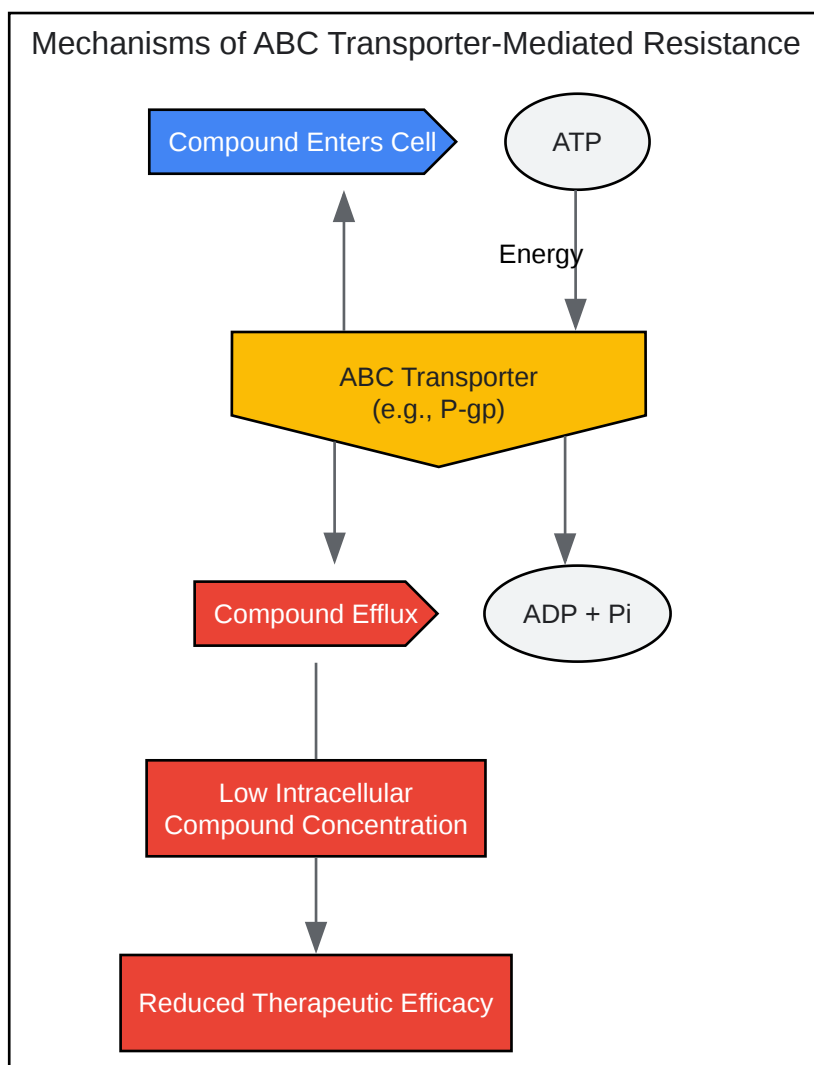 Mechanisms of ABC Transporter-Mediated Resistance
Compound Enters Cell
ATP
Energy
ABC Transporter
(e.g., P-gp)
Compound Efflux
ADP + Pi
Low Intracellular
Compound Concentration
Reduced Therapeutic Efficacy